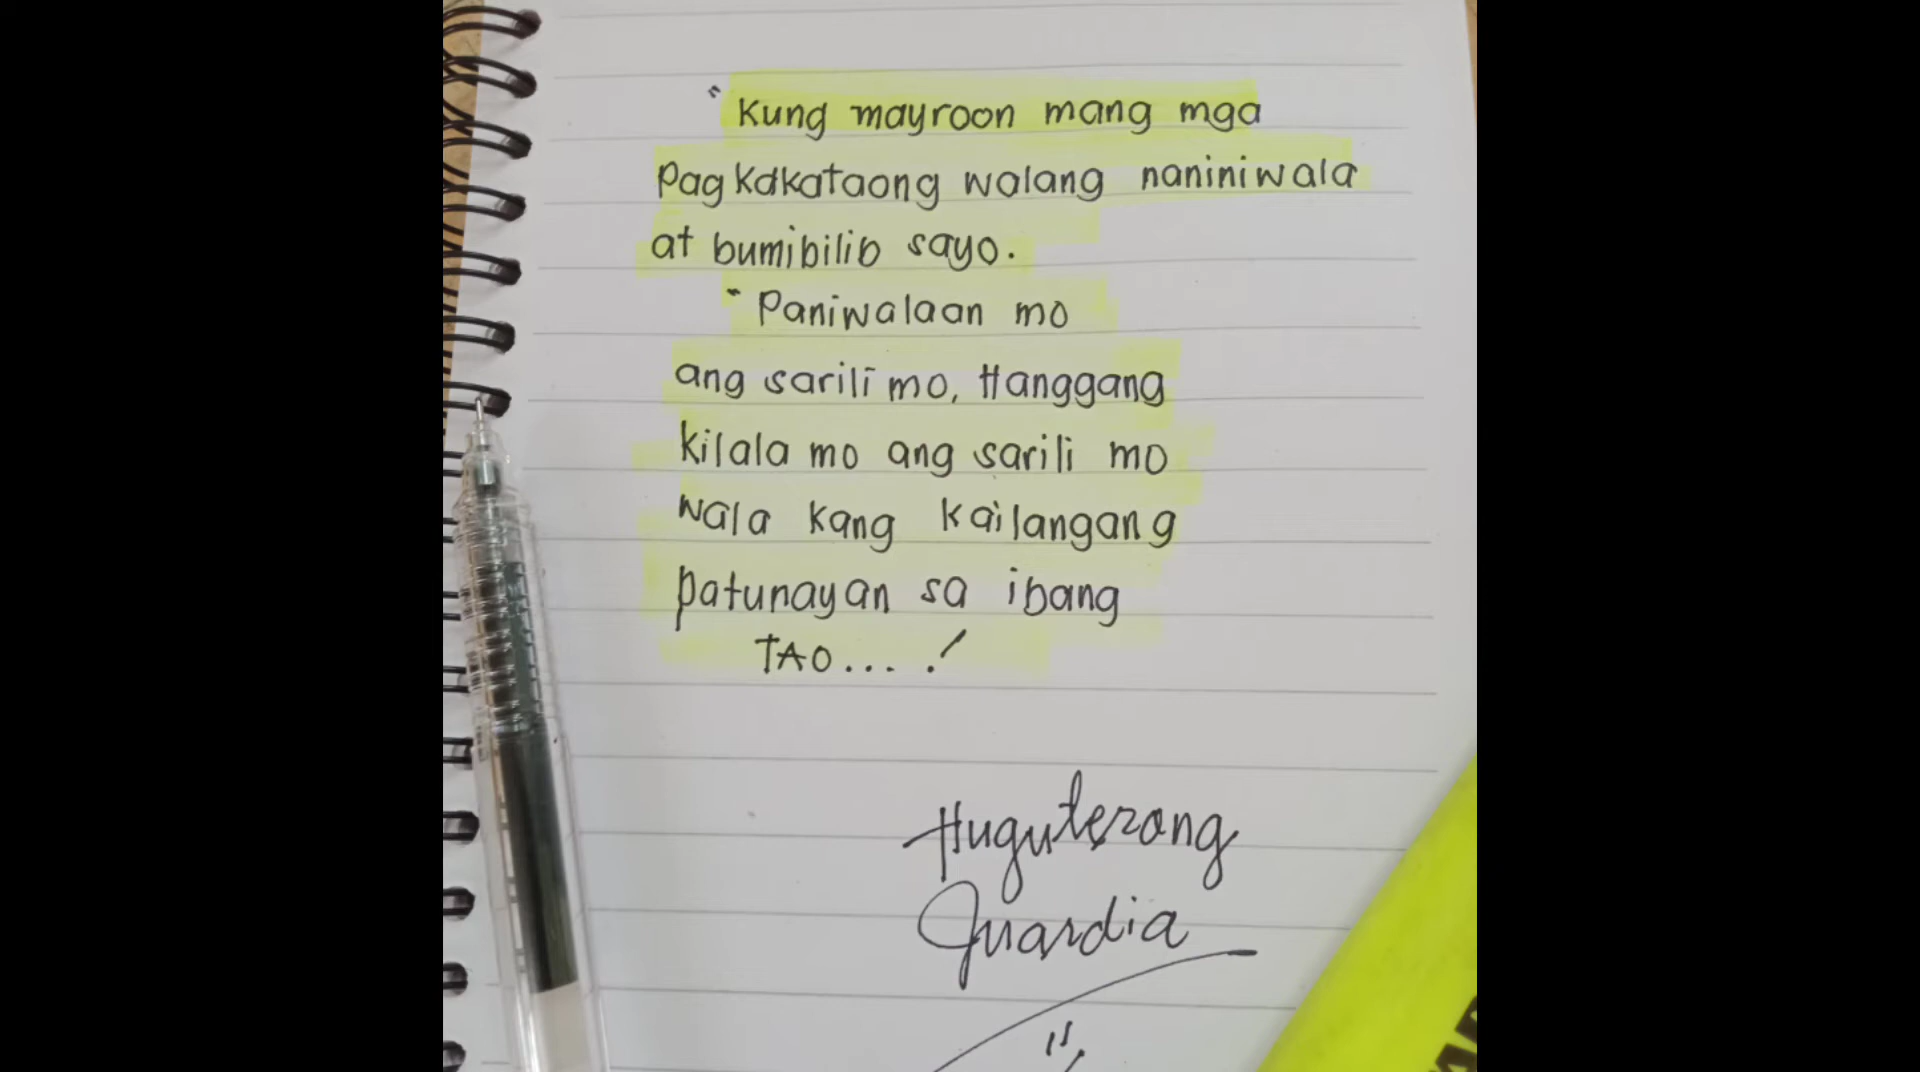 " Kung mayroon mang mga
Pagkakataong walang naniniwala
at bumibilib sayo.
" Paniwalaan mo
ang sarili mo, Hanggang
kilala mo ang sarili mo
wala kang kailangang
patunayan sa ibang
TAO.... !
Huguterong
Guardia
"